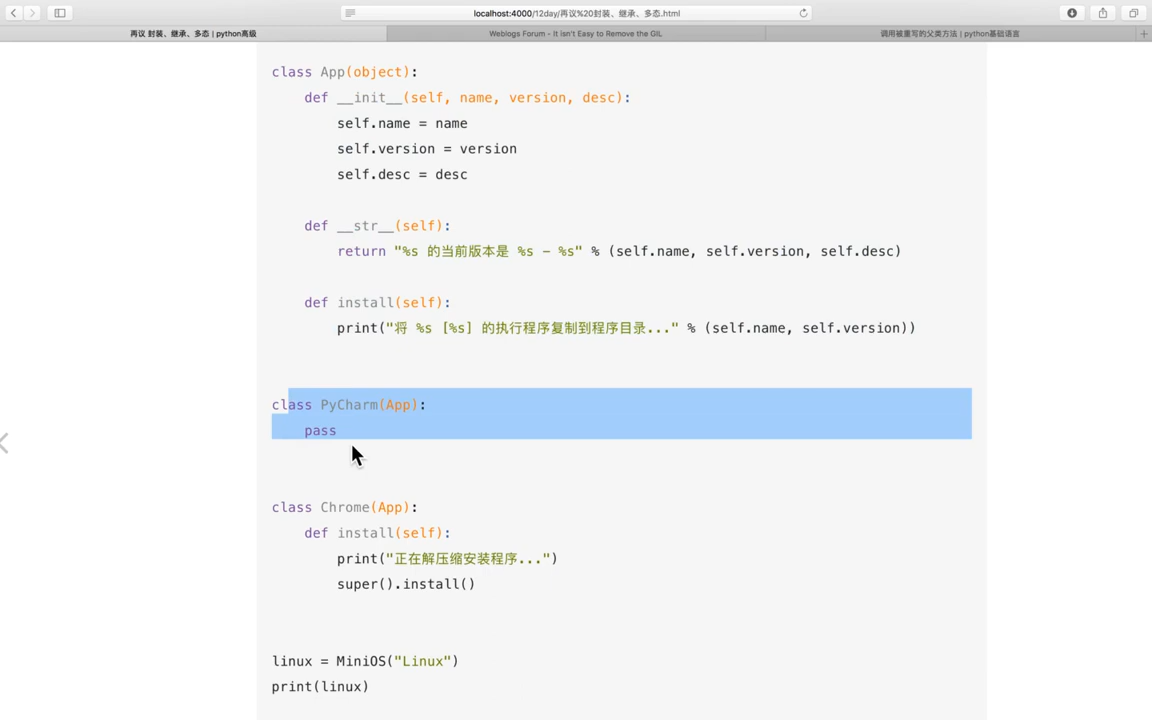 localhost:4000/12day/再议%20封装、继承、多态.html
再议 封装、继承、多态 | python高级
Weblogs Forum - It isn't Easy to Remove the GIL
调用被重写的父类方法 | python基础语言
class App(object):
    def __init__(self, name, version, desc):
        self.name = name
        self.version = version
        self.desc = desc
    def __str__(self):
        return "%s 的当前版本是 %s - %s" % (self.name, self.version, self.desc)
    def install(self):
        print("将 %s [%s] 的执行程序复制到程序目录..." % (self.name, self.version))
class PyCharm(App):
    pass
class Chrome(App):
    def install(self):
        print("正在解压缩安装程序...")
        super().install()
linux = MiniOS("Linux")
print(linux)